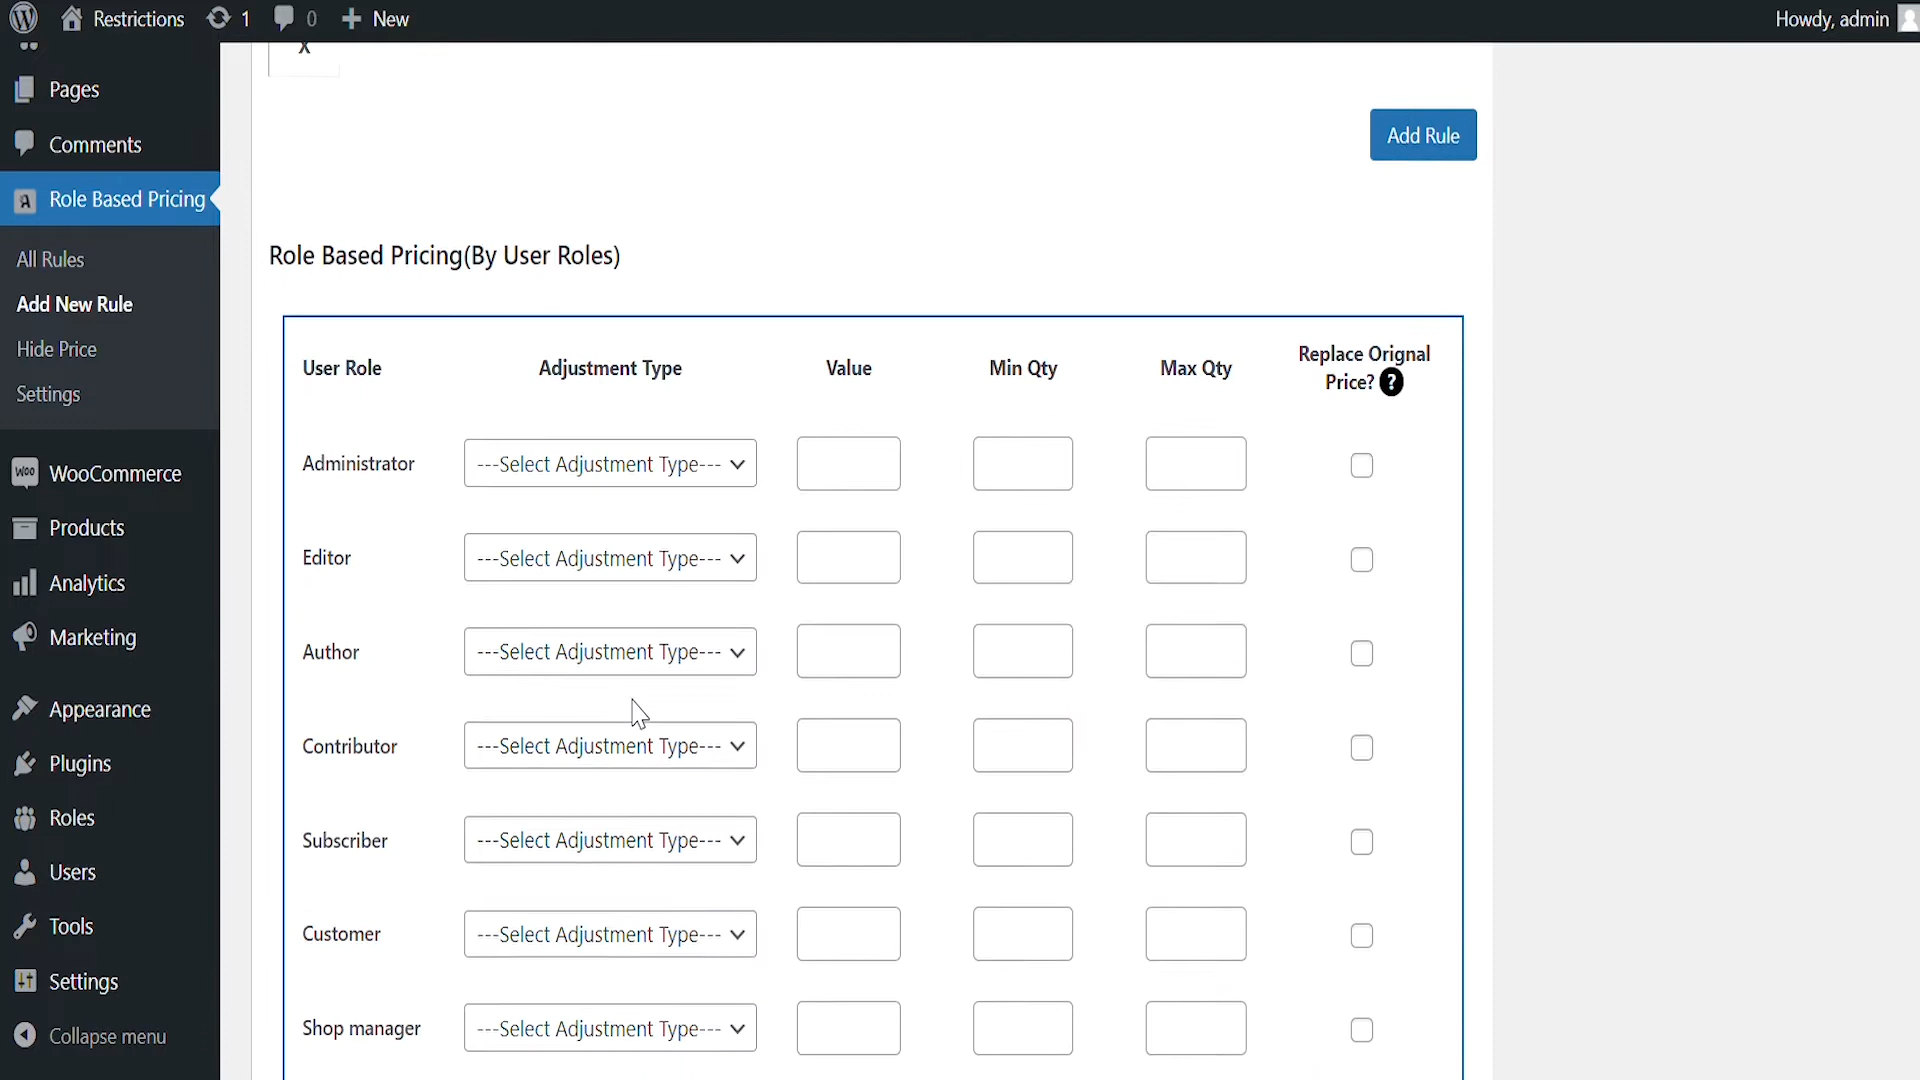 Restrictions 1 0 New Howdy, admin
X
Pages
Comments
Add Rule
Role Based Pricing
All Rules
Add New Rule
Hide Price
Settings
WooCommerce
Products
Analytics
Marketing
Appearance
Plugins
Roles
Users
Tools
Settings
Collapse menu
Role Based Pricing(By User Roles)
User Role Adjustment Type Value Min Qty Max Qty Replace Orignal
Price? ?
Administrator ---Select Adjustment Type---
Editor ---Select Adjustment Type---
Author ---Select Adjustment Type---
Contributor ---Select Adjustment Type---
Subscriber ---Select Adjustment Type---
Customer ---Select Adjustment Type---
Shop manager ---Select Adjustment Type---